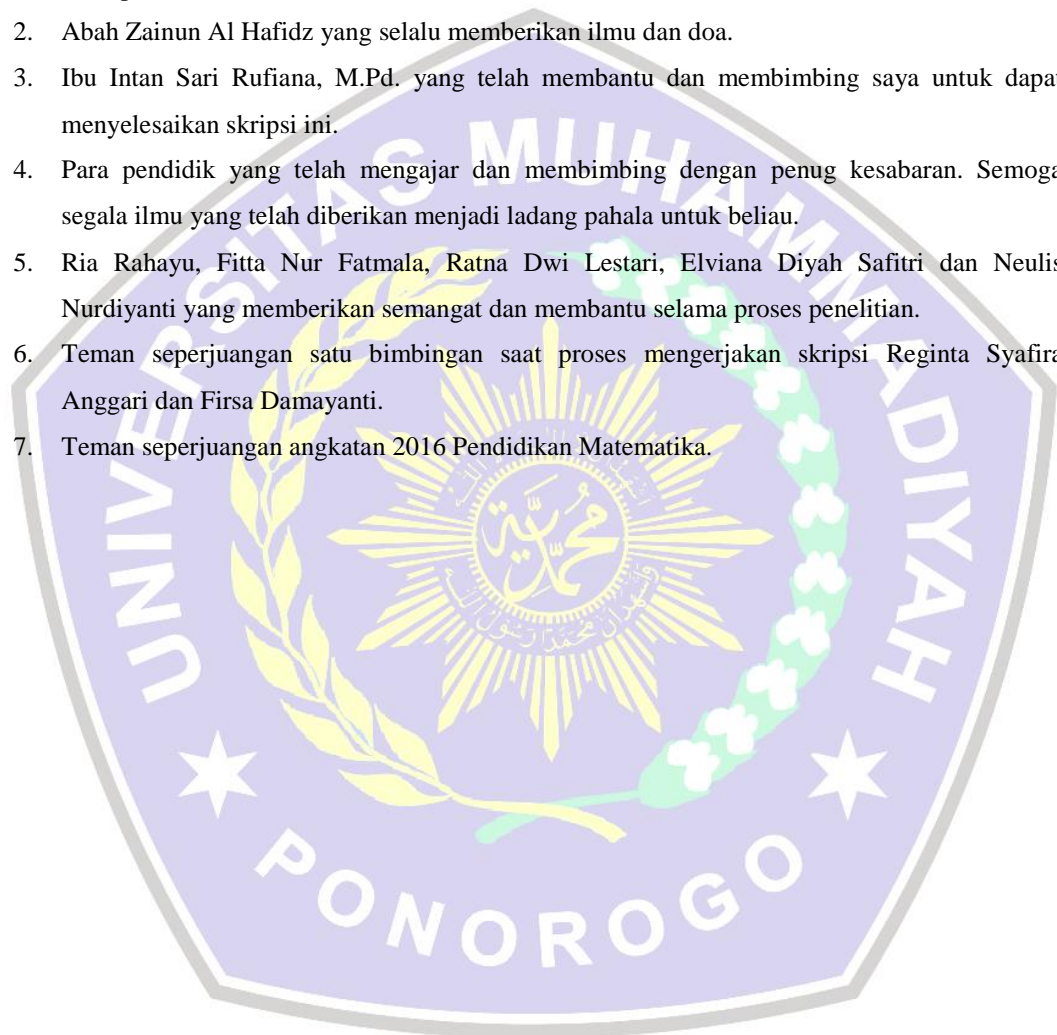 2. Abah Zainun Al Hafidz yang selalu memberikan ilmu dan doa.
3. Ibu Intan Sari Rufiana, M.Pd. yang telah membantu dan membimbing saya untuk dapat
menyelesaikan skripsi ini.
4. Para pendidik yang telah mengajar dan membimbing dengan penug kesabaran. Semoga
segala ilmu yang telah diberikan menjadi ladang pahala untuk beliau.
5. Ria Rahayu, Fitta Nur Fatmala, Ratna Dwi Lestari, Elviana Diyah Safitri dan Neulis
Nurdiyanti yang memberikan semangat dan membantu selama proses penelitian.
6. Teman seperjuangan satu bimbingan saat proses mengerjakan skripsi Reginta Syafira
Anggari dan Firsa Damayanti.
7. Teman seperjuangan angkatan 2016 Pendidikan Matematika.
UNIVERSITAS MUHAMMADIYAH
PONOROGO
محمدية